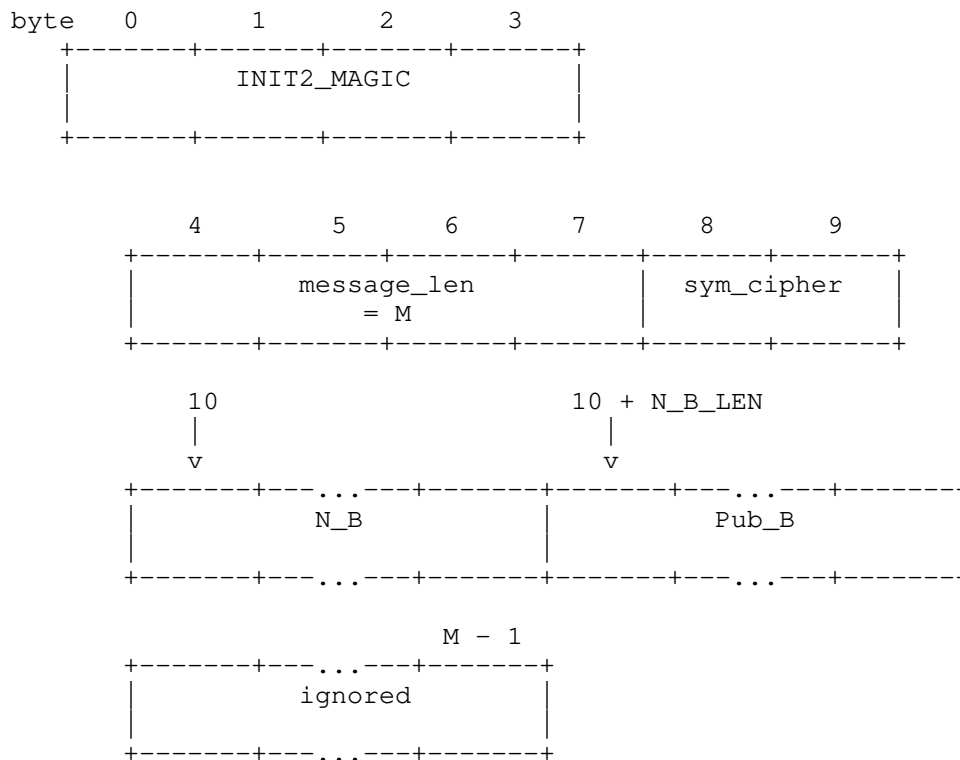 byte 0 1 2 3
INIT2_MAGIC
4 5 6 7 8 9
message_len sym_cipher
= M
10 10 + N_B_LEN
| |
v v
... ...
N_B Pub_B
... ...
M - 1
...
ignored
...